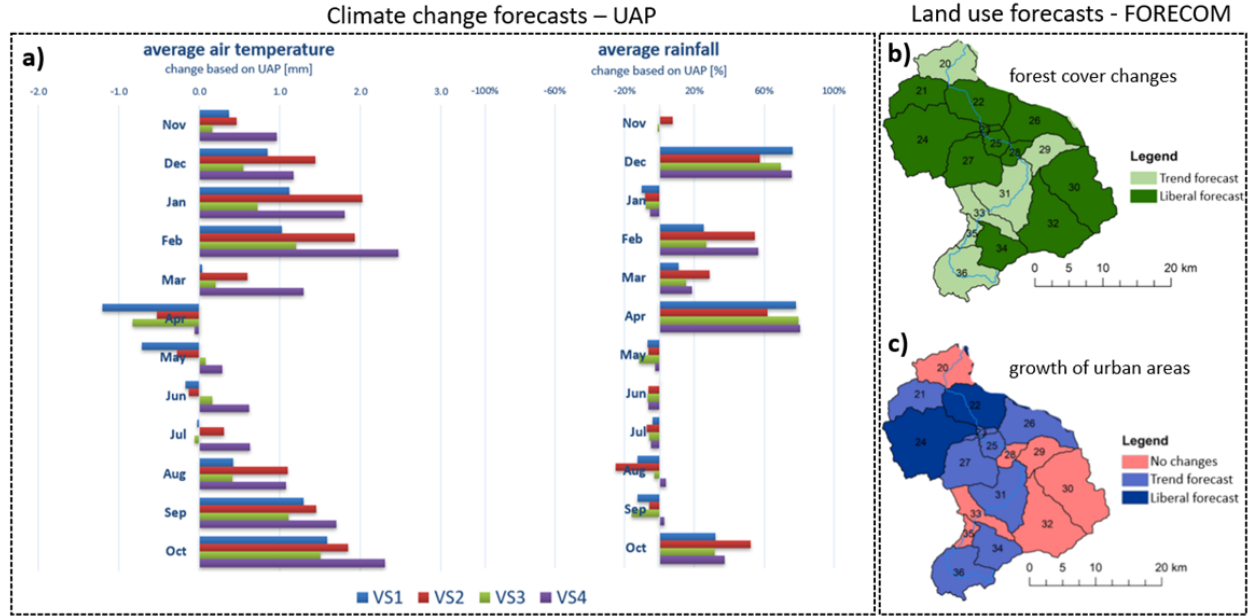 Climate change forecasts – UAP
Land use forecasts - FORECOM
a)
average air temperature
change based on UAP [mm]
-2.0 -1.0 0.0 1.0 2.0
Nov
Dec
Jan
Feb
Mar
Apr
May
Jun
Jul
Aug
Sep
Oct
average rainfall
change based on UAP [%]
-100% -60% -20% 20% 60% 100%
Nov
Dec
Jan
Feb
Mar
Apr
May
Jun
Jul
Aug
Sep
Oct
VS1 VS2 VS3 VS4
b)
forest cover changes
20
21
22
26
24
23
25
28
29
27
30
31
33
32
35
34
36
Legend
Trend forecast
Liberal forecast
0 5 10 20 km
c)
growth of urban areas
20
21
22
26
24
25
28
29
27
30
31
33
32
35
34
36
Legend
No changes
Trend forecast
Liberal forecast
0 5 10 20 km